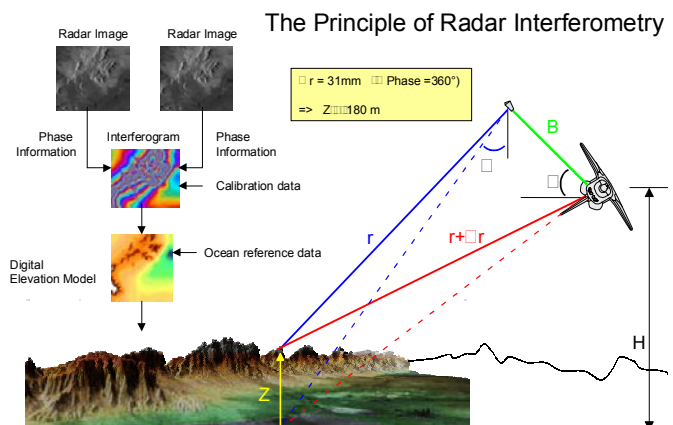 The Principle of Radar Interferometry
Radar Image
Radar Image
□ r = 31mm □□ Phase =360°)
=> Z□□□180 m
Phase
Information
Interferogram
Phase
Information
Calibration data
Digital
Elevation Model
Ocean reference data
B
□
□
r
r+□ r
H
Z